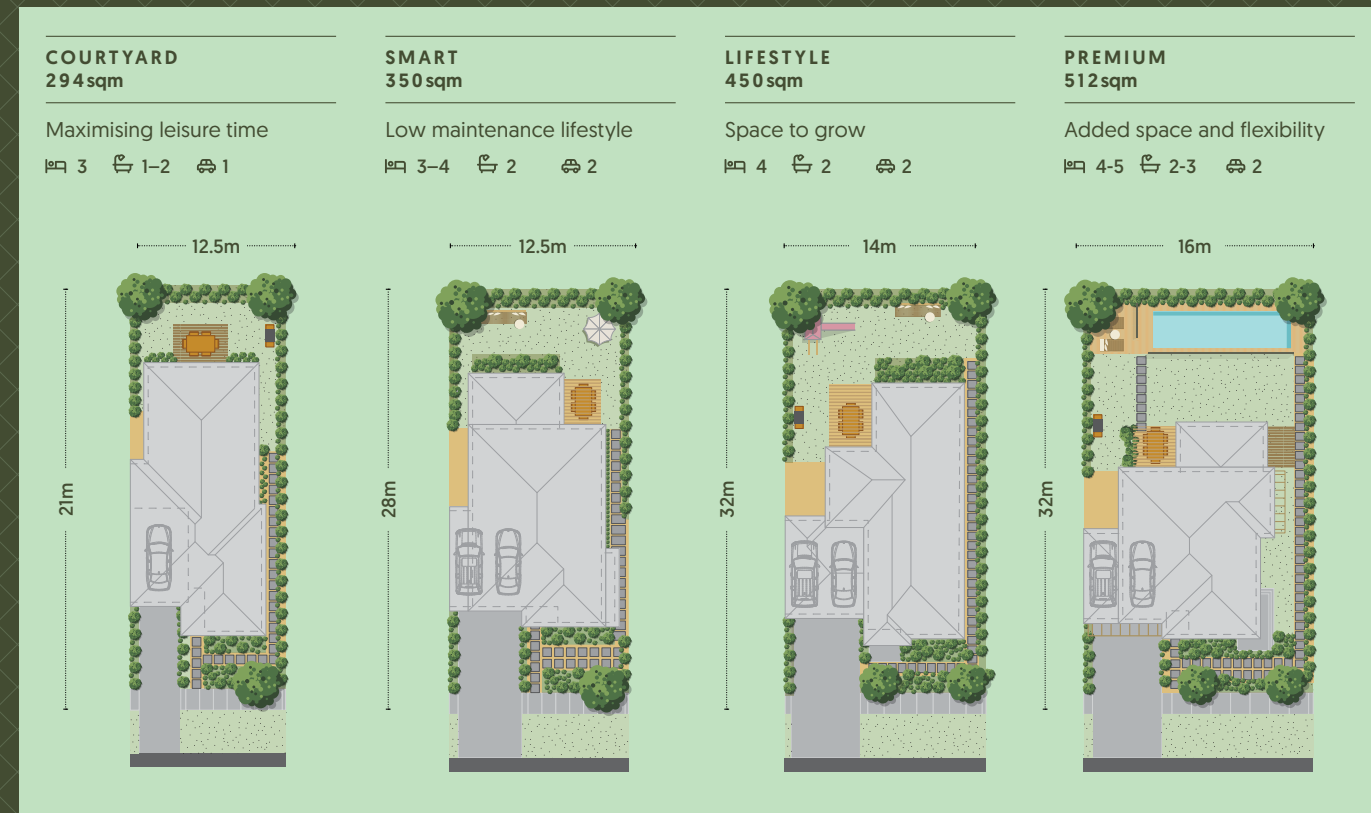 COURTYARD
294sqm
Maximising leisure time
3 1–2 1
12.5m
21m
SMART
350sqm
Low maintenance lifestyle
3–4 2 2
12.5m
28m
LIFESTYLE
450sqm
Space to grow
4 2 2
14m
32m
PREMIUM
512sqm
Added space and flexibility
4-5 2-3 2
16m
32m